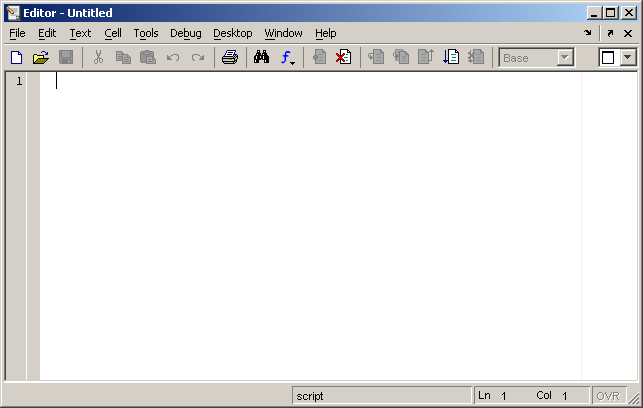 Editor - Untitled
File Edit Text Cell Tools Debug Desktop Window Help
Base
1
script Ln 1 Col 1 OVR